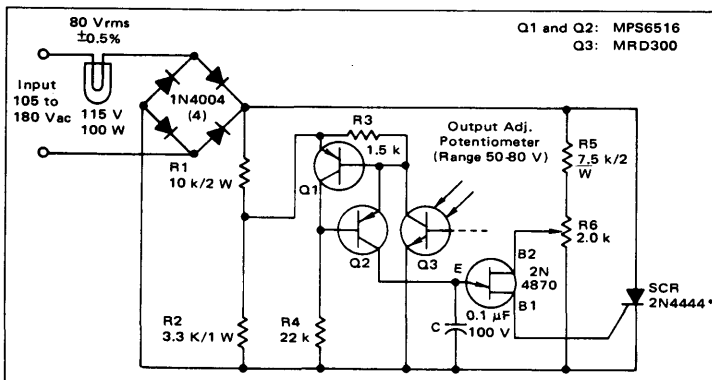 80 Vrms
±0.5%
Q1 and Q2: MPS6516
Q3: MRD300
Input
105 to
180 Vac
115 V
100 W
1N4004
(4)
R1
10 k/2 W
R3
1.5 k
Output Adj.
Potentiometer
(Range 50-80 V)
R5
7.5 k/2
W
Q1
Q2
Q3
R6
2.0 k
B2
2N
4870
B1
E
SCR
2N4444*
R2
3.3 K/1 W
R4
22 k
C
0.1 µF
100 V